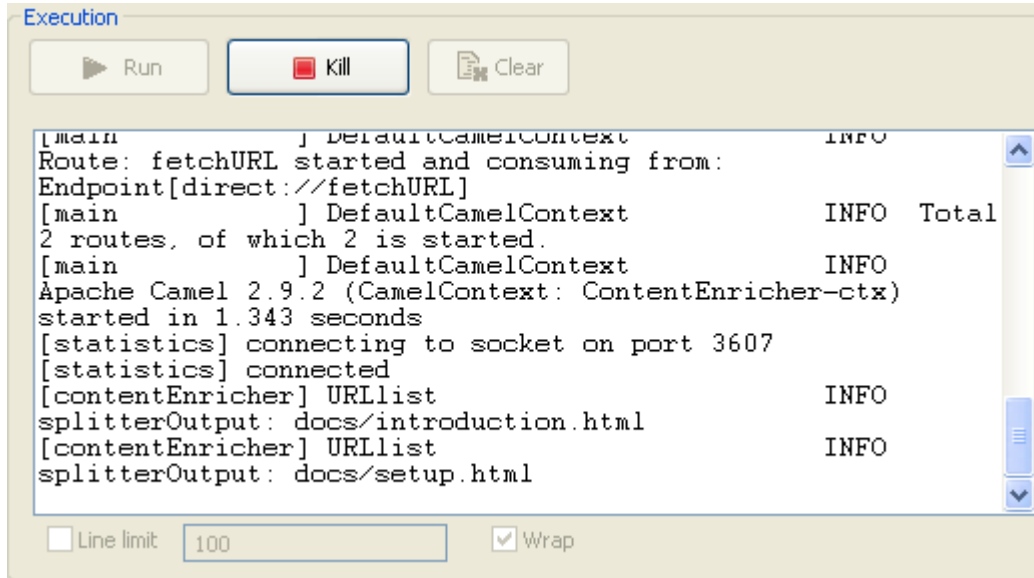 Execution
Run Kill Clear
[main ] DefaultCamelContext INFO
Route: fetchURL started and consuming from:
Endpoint[direct://fetchURL]
[main ] DefaultCamelContext INFO Total
2 routes, of which 2 is started.
[main ] DefaultCamelContext INFO
Apache Camel 2.9.2 (CamelContext: ContentEnricher-ctx)
started in 1.343 seconds
[statistics] connecting to socket on port 3607
[statistics] connected
[contentEnricher] URLlist INFO
splitterOutput: docs/introduction.html
[contentEnricher] URLlist INFO
splitterOutput: docs/setup.html
Line limit 100 Wrap